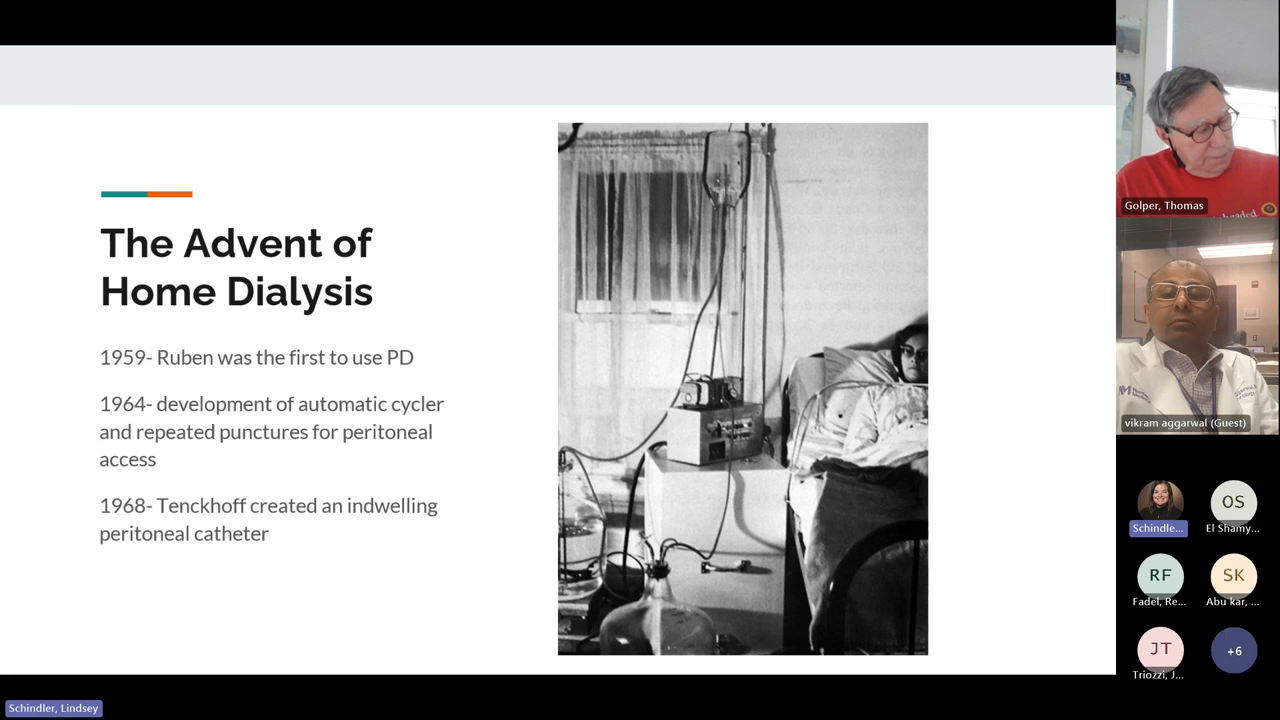 The Advent of
Home Dialysis
1959- Ruben was the first to use PD
1964- development of automatic cycler
and repeated punctures for peritoneal
access
1968- Tenckhoff created an indwelling
peritoneal catheter
Golper, Thomas
vikram aggarwal (Guest)
Schindle...
OS
El Shamy...
RF
Fadel, Re...
SK
Abu kar, ...
JT
Triozzi, J...
+6
Schindler, Lindsey